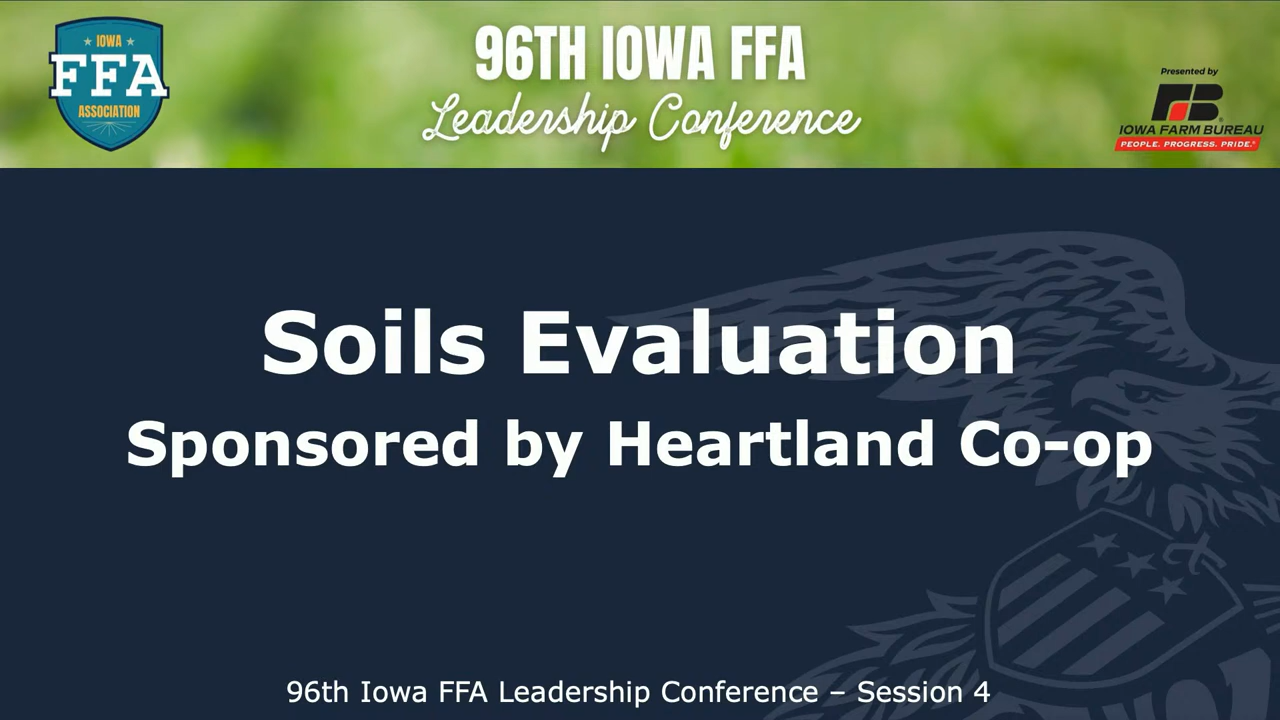 IOWA
FFA
ASSOCIATION
96TH IOWA FFA
Leadership Conference
Presented by
FB
IOWA FARM BUREAU
PEOPLE. PROGRESS. PRIDE.®
Soils Evaluation
Sponsored by Heartland Co-op
96th Iowa FFA Leadership Conference – Session 4